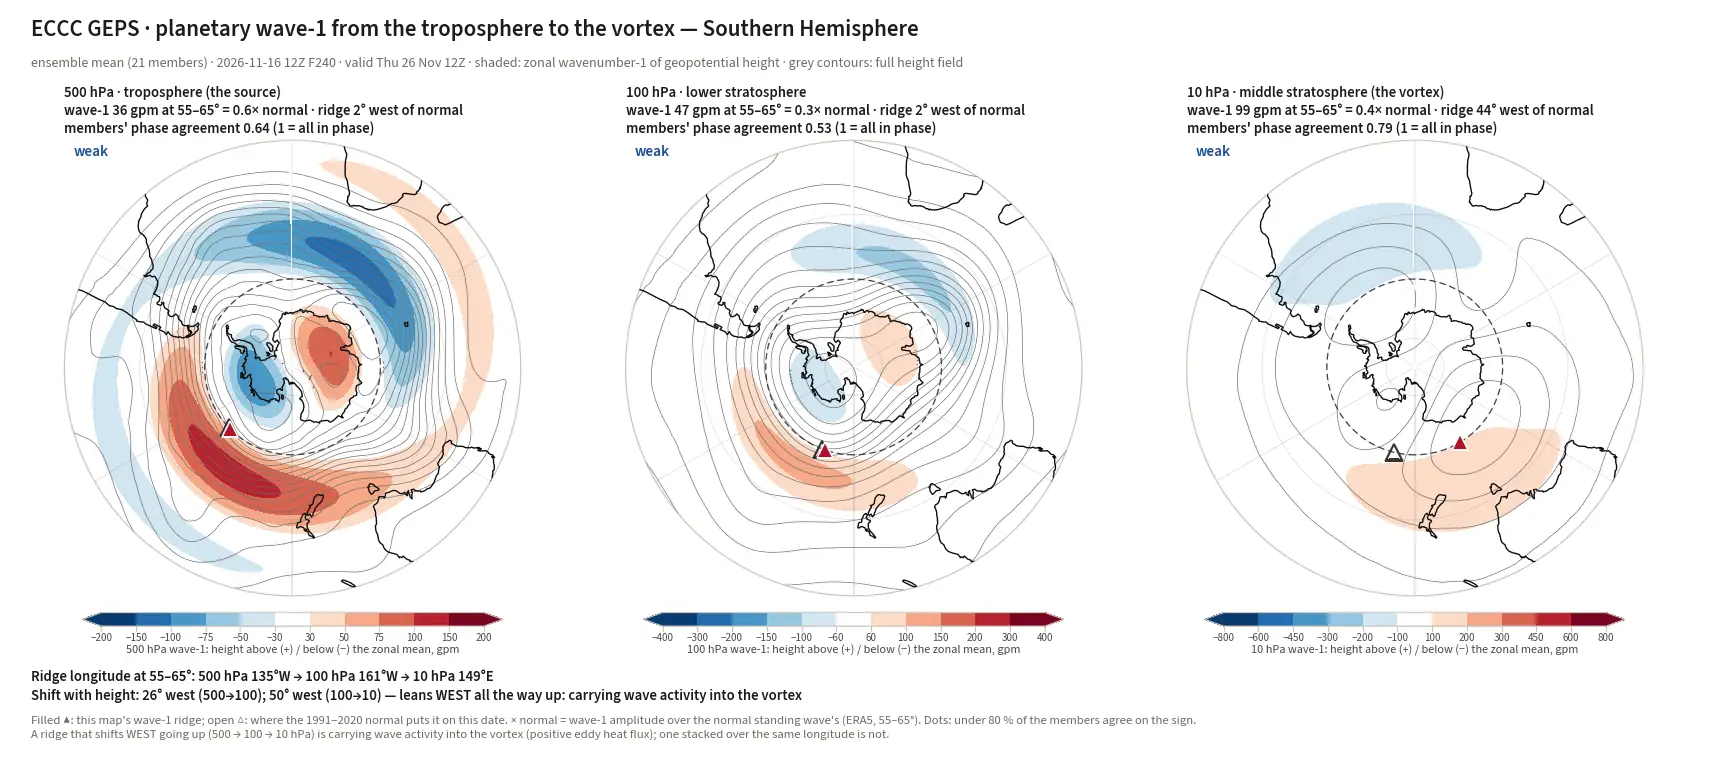 ECCC GEPS · planetary wave-1 from the troposphere to the vortex — Southern Hemisphere
ensemble mean (21 members) · 2026-11-16 12Z F240 · valid Thu 26 Nov 12Z · shaded: zonal wavenumber-1 of geopotential height · grey contours: full height field
500 hPa · troposphere (the source)
wave-1 36 gpm at 55–65° = 0.6× normal · ridge 2° west of normal
members' phase agreement 0.64 (1 = all in phase)
weak
100 hPa · lower stratosphere
wave-1 47 gpm at 55–65° = 0.3× normal · ridge 2° west of normal
members' phase agreement 0.53 (1 = all in phase)
weak
10 hPa · middle stratosphere (the vortex)
wave-1 99 gpm at 55–65° = 0.4× normal · ridge 44° west of normal
members' phase agreement 0.79 (1 = all in phase)
weak
−200 −150 −100 −75 −50 −30 30 50 75 100 150 200
500 hPa wave-1: height above (+) / below (−) the zonal mean, gpm
−400 −300 −200 −150 −100 −60 60 100 150 200 300 400
100 hPa wave-1: height above (+) / below (−) the zonal mean, gpm
−800 −600 −450 −300 −200 −100 100 200 300 450 600 800
10 hPa wave-1: height above (+) / below (−) the zonal mean, gpm
Ridge longitude at 55–65°: 500 hPa 135°W → 100 hPa 161°W → 10 hPa 149°E
Shift with height: 26° west (500→100); 50° west (100→10) — leans WEST all the way up: carrying wave activity into the vortex
Filled ▲: this map's wave-1 ridge; open △: where the 1991–2020 normal puts it on this date. × normal = wave-1 amplitude over the normal standing wave's (ERA5, 55–65°). Dots: under 80 % of the members agree on the sign.
A ridge that shifts WEST going up (500 → 100 → 10 hPa) is carrying wave activity into the vortex (positive eddy heat flux); one stacked over the same longitude is not.